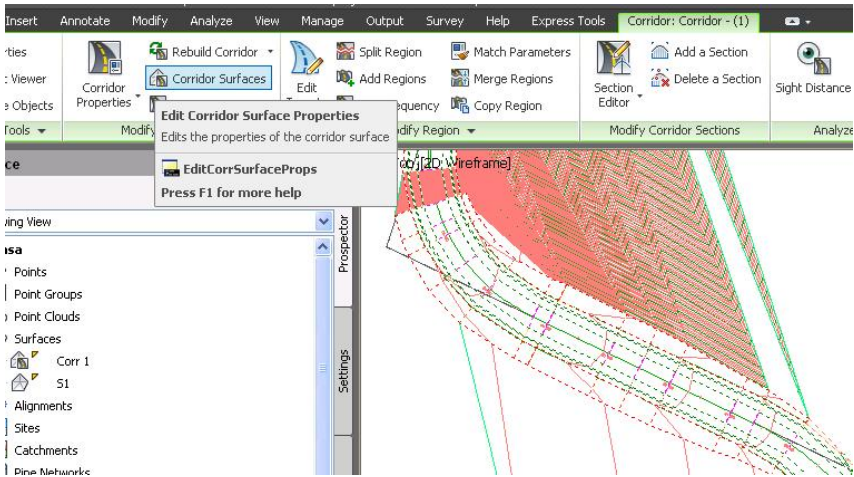 Insert Annotate Modify Analyze View Manage Output Survey Help Express Tools Corridor: Corridor - (1)
Rebuild Corridor Split Region Match Parameters Add a Section
Corridor Surfaces Add Regions Merge Regions Delete a Section
Corridor Properties Edit Copy Region Section Editor Sight Distance
Viewer
Objects
Tools Modify Region Modify Corridor Sections Analyze
Edit Corridor Surface Properties
Edits the properties of the corridor surface
EditCorrSurfaceProps
Press F1 for more help
[2D Wireframe]
View
Prospector
Points
Point Groups
Point Clouds
Surfaces
Corr 1
S1
Settings
Alignments
Sites
Catchments
Pipe Networks